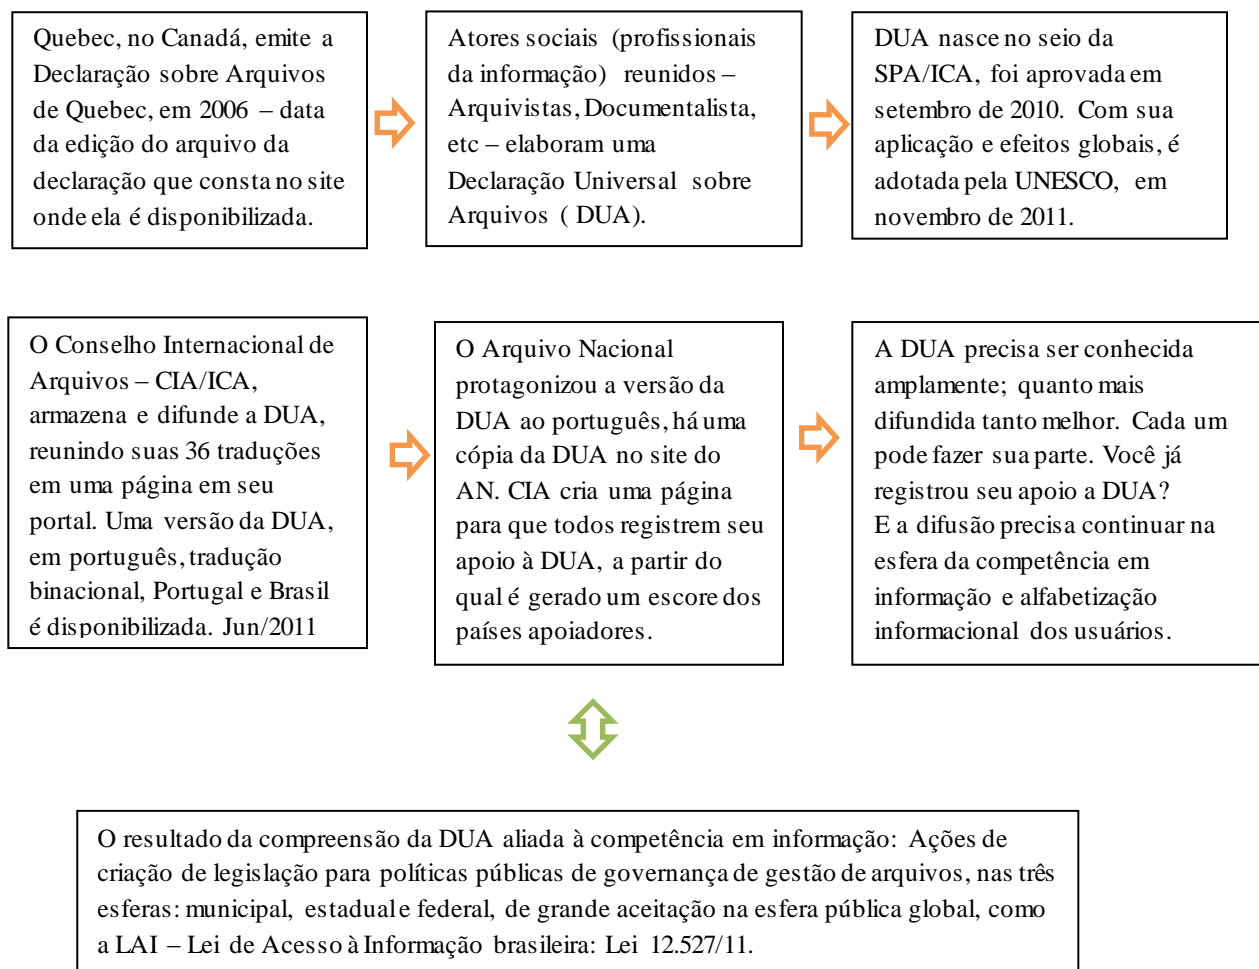 Quebec, no Canadá, emite a
Declaração sobre Arquivos
de Quebec, em 2006 – data
da edição do arquivo da
declaração que consta no site
onde ela é disponibilizada.
Atores sociais (profissionais
da informação) reunidos –
Arquivistas, Documentalista,
etc – elaboram uma
Declaração Universal sobre
Arquivos ( DUA).
DUA nasce no seio da
SPA/ICA, foi aprovada em
setembro de 2010. Com sua
aplicação e efeitos globais, é
adotada pela UNESCO, em
novembro de 2011.
O Conselho Internacional de
Arquivos – CIA/ICA,
armazena e difunde a DUA,
reunindo suas 36 traduções
em uma página em seu
portal. Uma versão da DUA,
em português, tradução
binacional, Portugal e Brasil
é disponibilizada. Jun/2011
O Arquivo Nacional
protagonizou a versão da
DUA ao português, há uma
cópia da DUA no site do
AN. CIA cria uma página
para que todos registrem seu
apoio à DUA, a partir do
qual é gerado um escore dos
países apoiadores.
A DUA precisa ser conhecida
amplamente; quanto mais
difundida tanto melhor. Cada um
pode fazer sua parte. Você já
registrou seu apoio a DUA?
E a difusão precisa continuar na
esfera da competência em
informação e alfabetização
informacional dos usuários.
O resultado da compreensão da DUA aliada à competência em informação: Ações de
criação de legislação para políticas públicas de governança de gestão de arquivos, nas três
esferas: municipal, estadual e federal, de grande aceitação na esfera pública global, como
a LAI – Lei de Acesso à Informação brasileira: Lei 12.527/11.